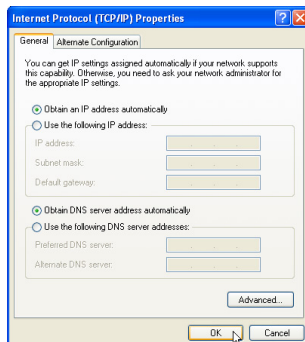 Internet Protocol (TCP/IP) Properties
General
Alternate Configuration
You can get IP settings assigned automatically if your network supports
this capability. Otherwise, you need to ask your network administrator for
the appropriate IP settings.
Obtain an IP address automatically
Use the following IP address:
IP address:
Subnet mask:
Default gateway:
Obtain DNS server address automatically
Use the following DNS server addresses:
Preferred DNS server:
Alternate DNS server:
Advanced...
OK
Cancel